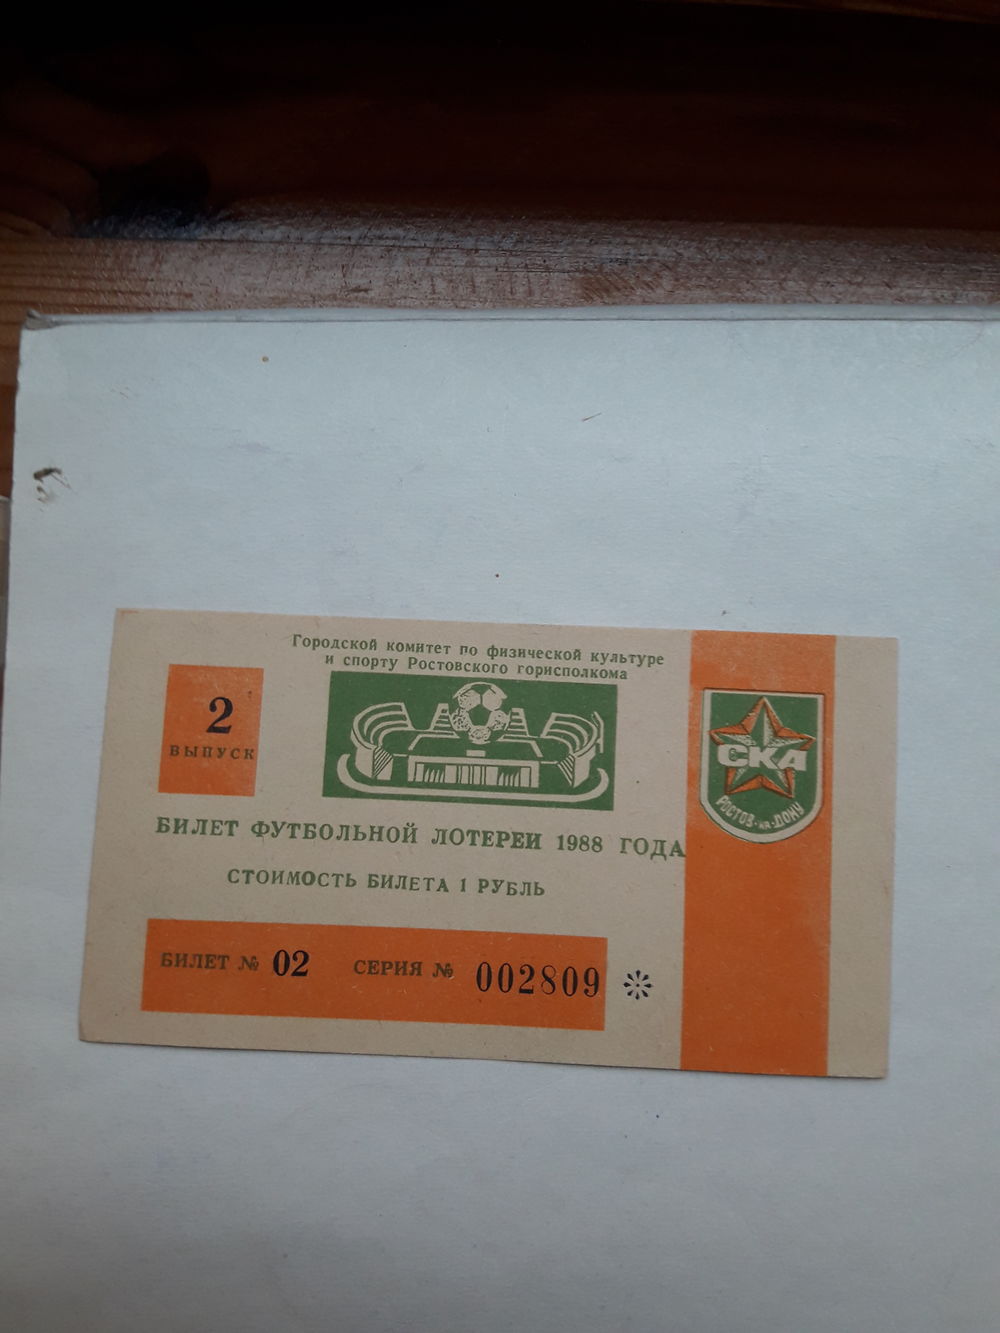 Городской комитет по физической культуре
и спорту Ростовского горисполкома
2
ВЫПУСК
СКА
РОСТОВ-НА-ДОНУ
БИЛЕТ ФУТБОЛЬНОЙ ЛОТЕРЕИ 1988 ГОДА
СТОИМОСТЬ БИЛЕТА 1 РУБЛЬ
БИЛЕТ № 02 СЕРИЯ № 002809